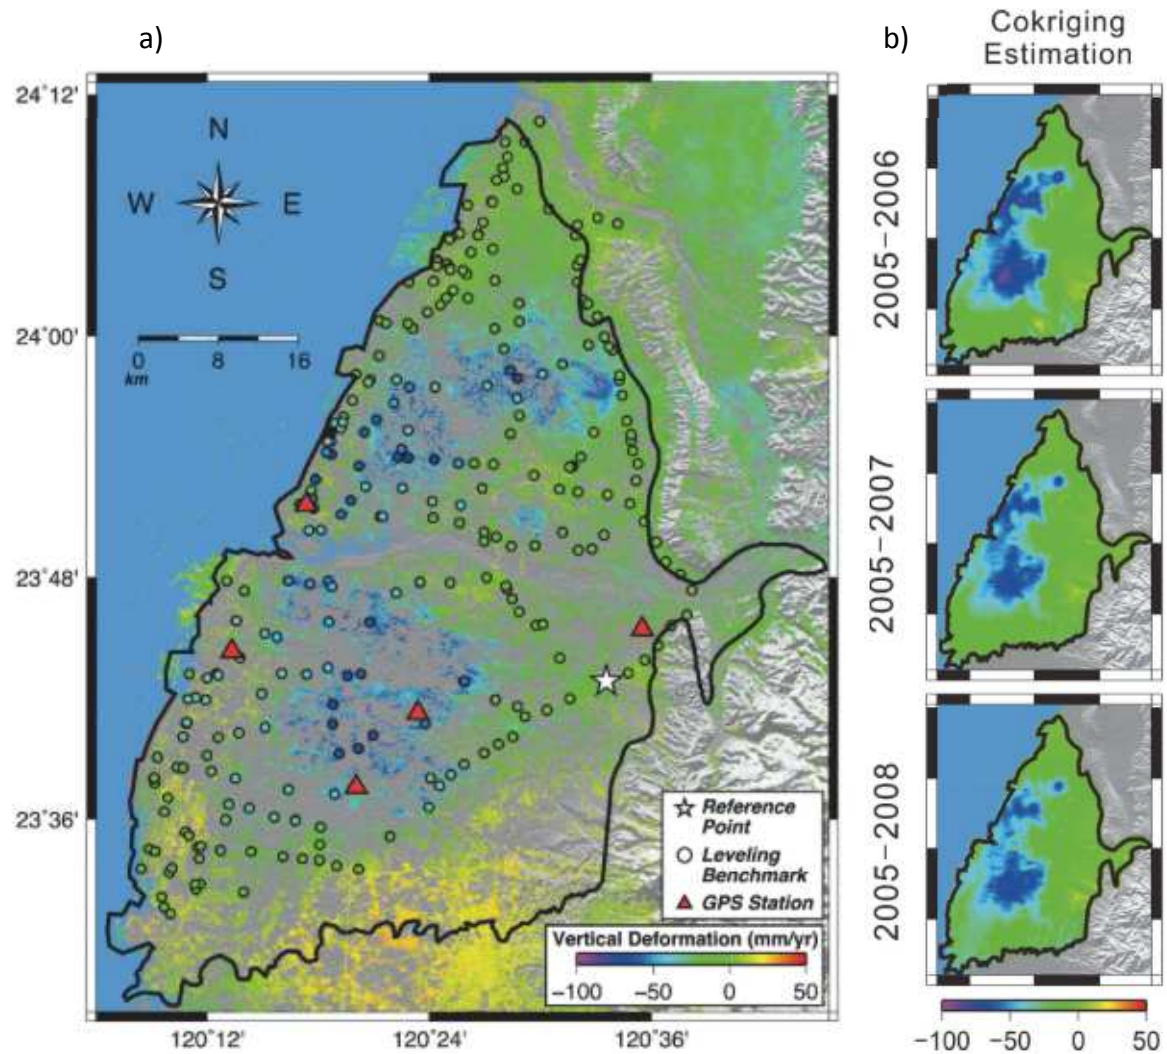 a)
b)
Cokriging
Estimation
24°12'
24°00'
23°48'
23°36'
120°12'
120°24'
120°36'
N
W
E
S
0
8
16
km
Reference
Point
Leveling
Benchmark
GPS Station
Vertical Deformation (mm/yr)
−100
−50
0
50
2005−2006
2005−2007
2005−2008
−100
−50
0
50